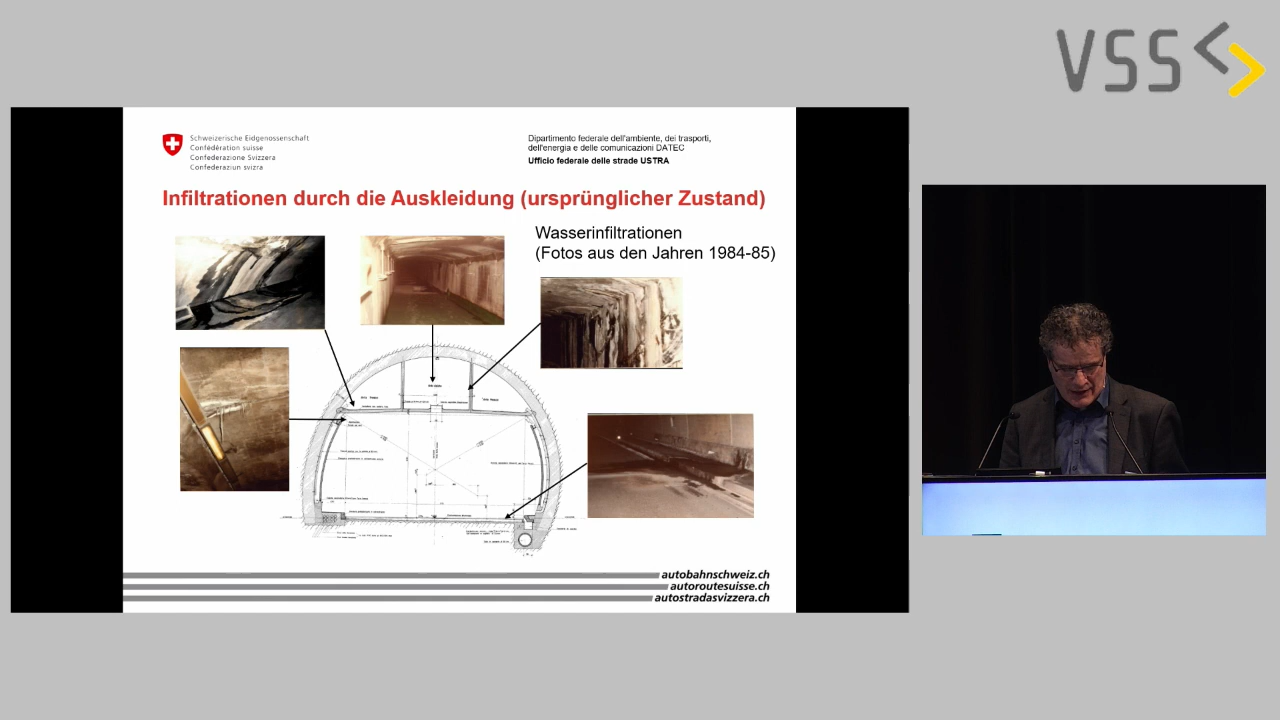 VSS
Schweizerische Eidgenossenschaft
Confédération suisse
Confederazione Svizzera
Confederaziun svizra
Dipartimento federale dell'ambiente, dei trasporti,
dell'energia e delle comunicazioni DATEC
Ufficio federale delle strade USTRA
Infiltrationen durch die Auskleidung (ursprünglicher Zustand)
Wasserinfiltrationen
(Fotos aus den Jahren 1984-85)
autobahnschweiz.ch
autoroutesuisse.ch
autostradasvizzera.ch